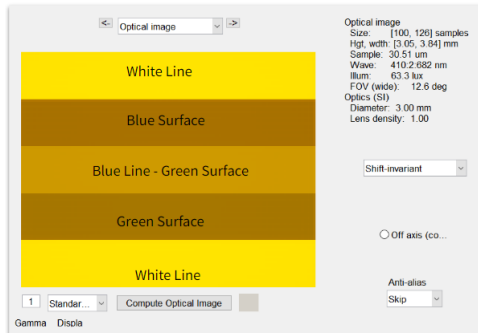 <- Optical image ->
White Line
Blue Surface
Blue Line - Green Surface
Green Surface
White Line
1 Standar... Compute Optical Image
Gamma Displa
Optical image
Size: [100, 126] samples
Hgt, wdth: [3.05, 3.84] mm
Sample: 30.51 um
Wave: 410:2:682 nm
Illum: 63.3 lux
FOV (wide): 12.6 deg
Optics (SI)
Diameter: 3.00 mm
Lens density: 1.00
Shift-invariant
Off axis (co...
Anti-alias
Skip